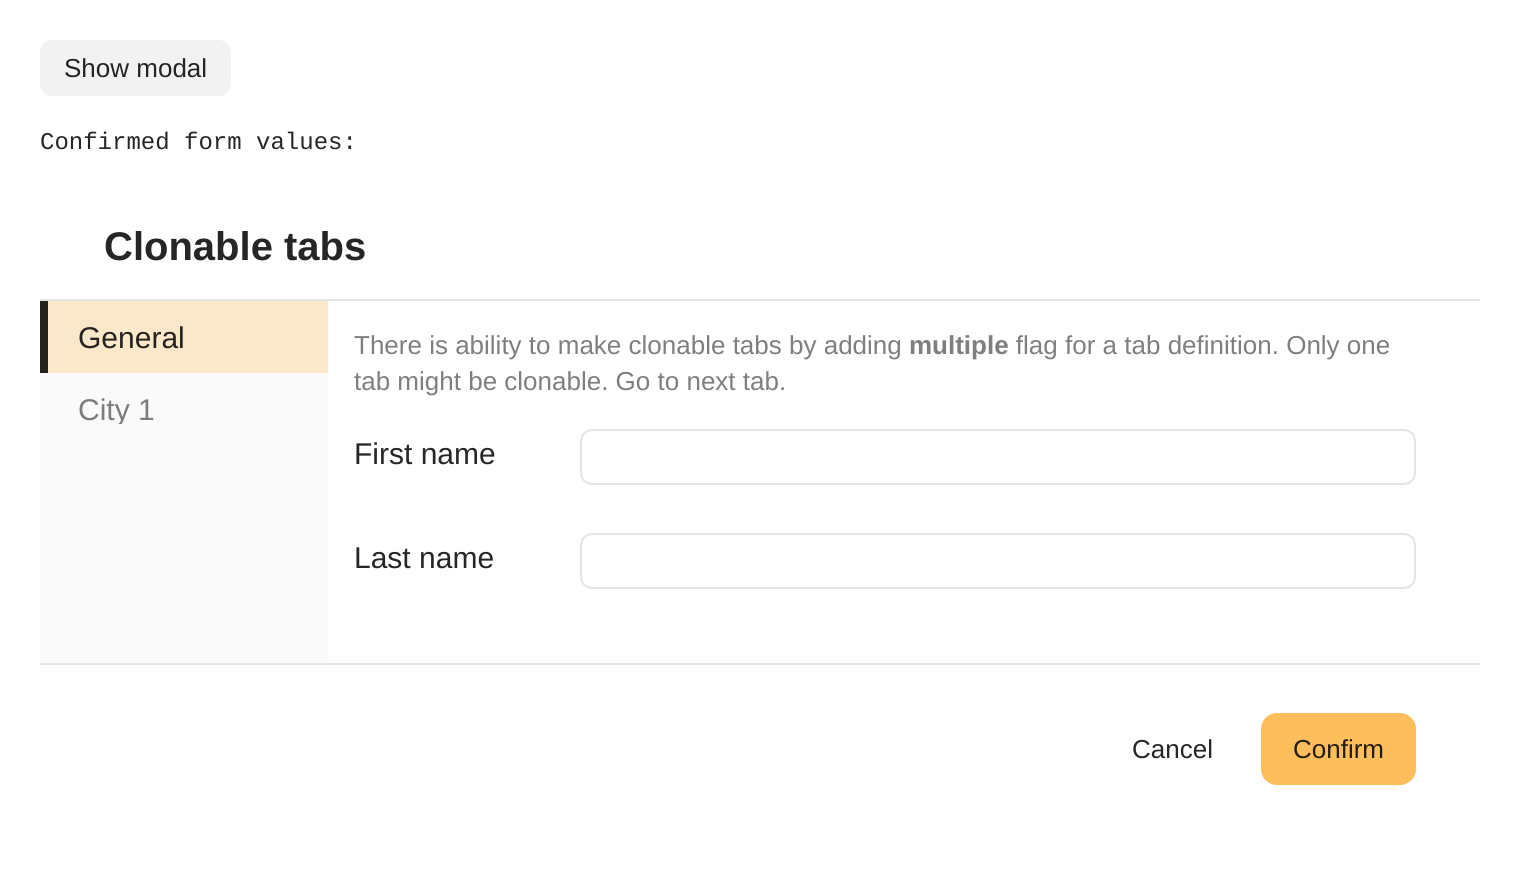 Show modal
Confirmed form values:
Clonable tabs
General
City 1
There is ability to make clonable tabs by adding multiple flag for a tab definition. Only one
tab might be clonable. Go to next tab.
First name
Last name
Cancel
Confirm